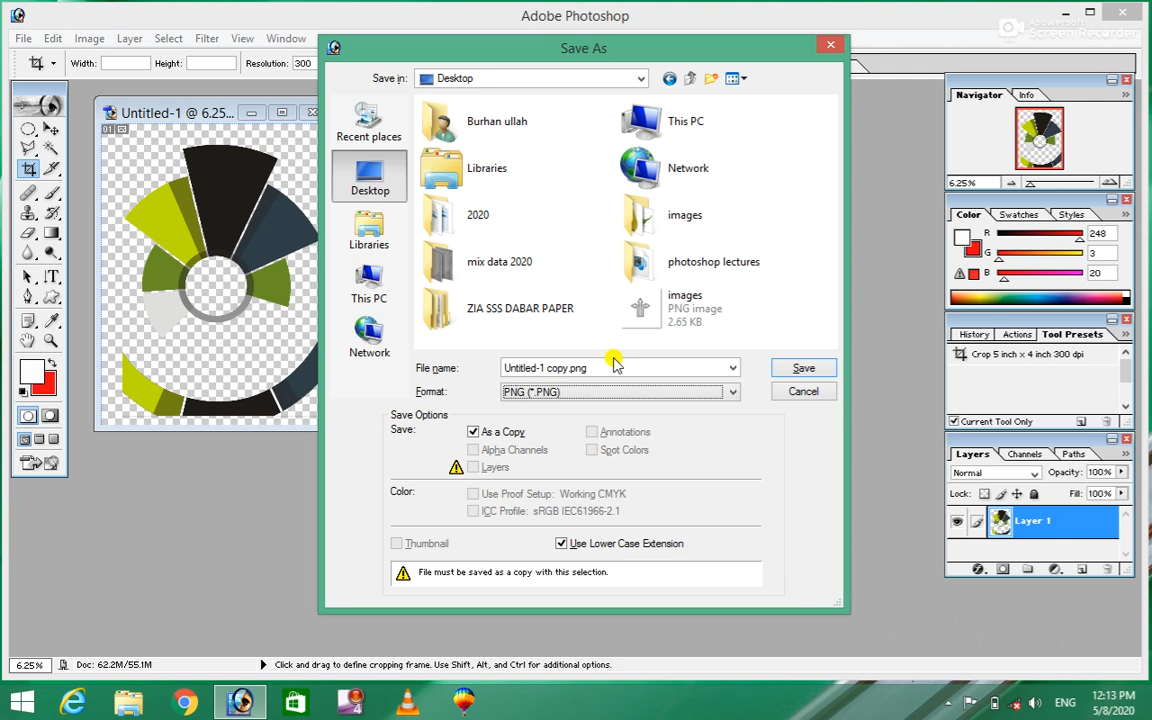 Adobe Photoshop
Apowersoft
Screen Recorder
File Edit Image Layer Select Filter View Window
Save As
Width: Height: Resolution: 300
Save in: Desktop
Untitled-1 @ 6.25...
01
Recent places
Desktop
Libraries
This PC
Network
Burhan ullah
This PC
Libraries
Network
2020
images
mix data 2020
photoshop lectures
ZIA SSS DABAR PAPER
images
PNG image
2.65 KB
File name: Untitled-1 copy.png Save
Format: PNG (*.PNG) Cancel
Save Options
Save: As a Copy Annotations
Alpha Channels Spot Colors
Layers
Color: Use Proof Setup: Working CMYK
ICC Profile: sRGB IEC61966-2.1
Thumbnail Use Lower Case Extension
File must be saved as a copy with this selection.
Navigator Info
6.25%
Color Swatches Styles
R 248
G 3
B 20
History Actions Tool Presets
Crop 5 inch x 4 inch 300 dpi
Current Tool Only
Layers Channels Paths
Normal Opacity: 100%
Lock: Fill: 100%
Layer 1
6.25% Doc: 62.2M/55.1M Click and drag to define cropping frame. Use Shift, Alt, and Ctrl for additional options.
4
ENG
12:13 PM
5/8/2020